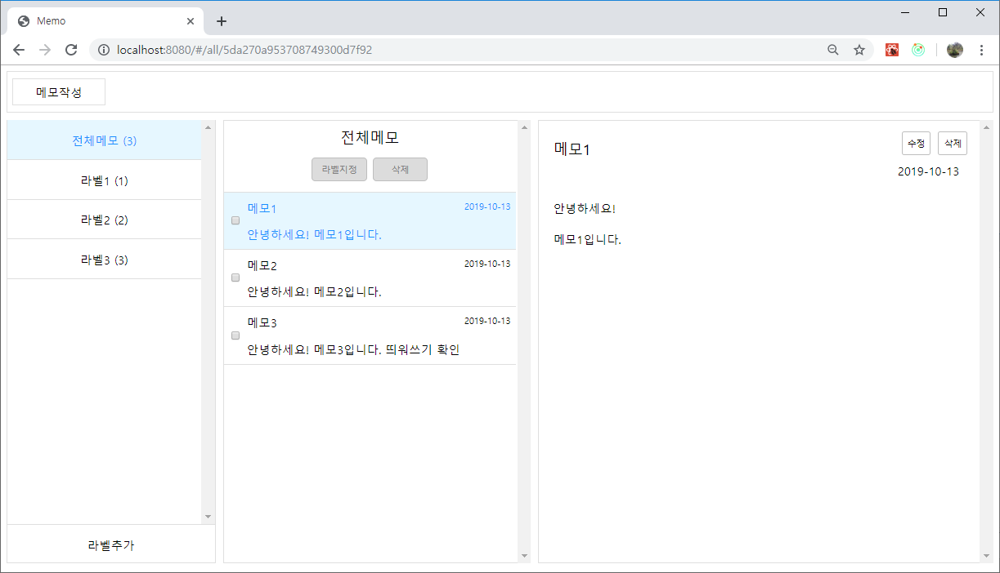 Memo
localhost:8080/#/all/5da270a953708749300d7f92
메모작성
전체메모 (3)
라벨1 (1)
라벨2 (2)
라벨3 (3)
라벨추가
전체메모
라벨지정 삭제
메모1 2019-10-13
안녕하세요! 메모1입니다.
메모2 2019-10-13
안녕하세요! 메모2입니다.
메모3 2019-10-13
안녕하세요! 메모3입니다. 띄워쓰기 확인
메모1 수정 삭제
2019-10-13
안녕하세요!
메모1입니다.